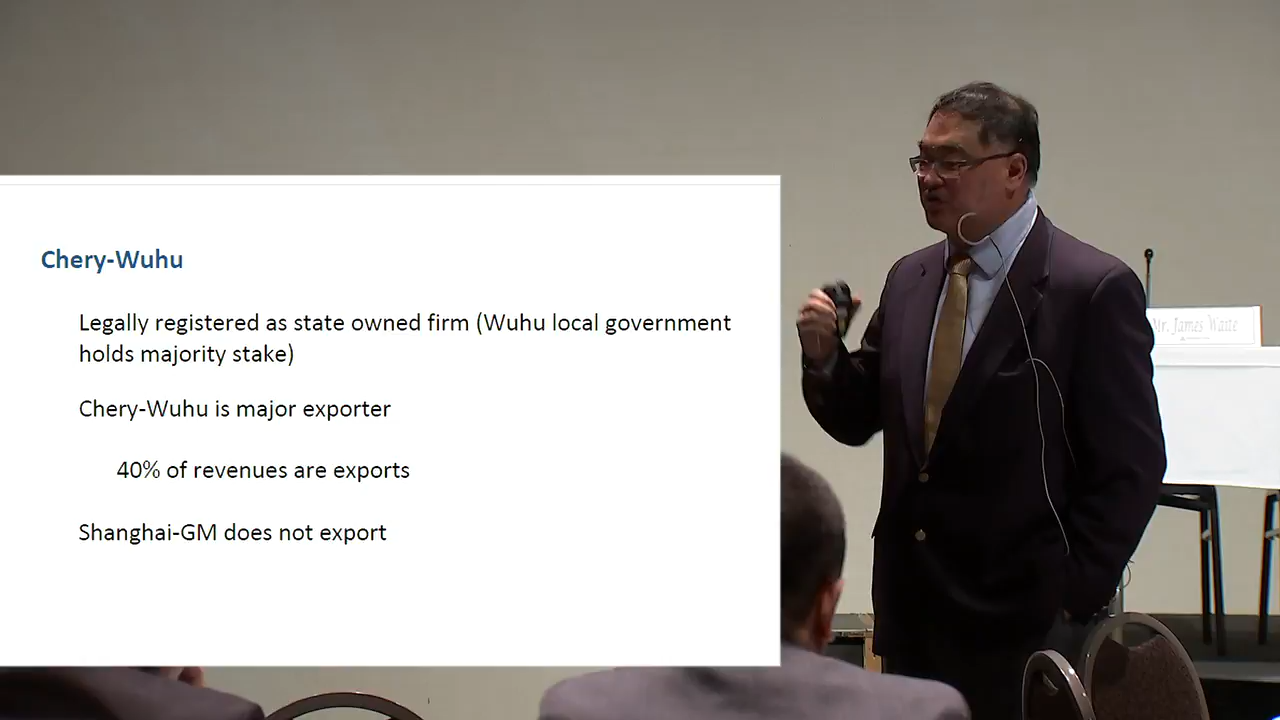 Chery-Wuhu
Legally registered as state owned firm (Wuhu local government
holds majority stake)
Chery-Wuhu is major exporter
40% of revenues are exports
Shanghai-GM does not export
Mr. James Waite